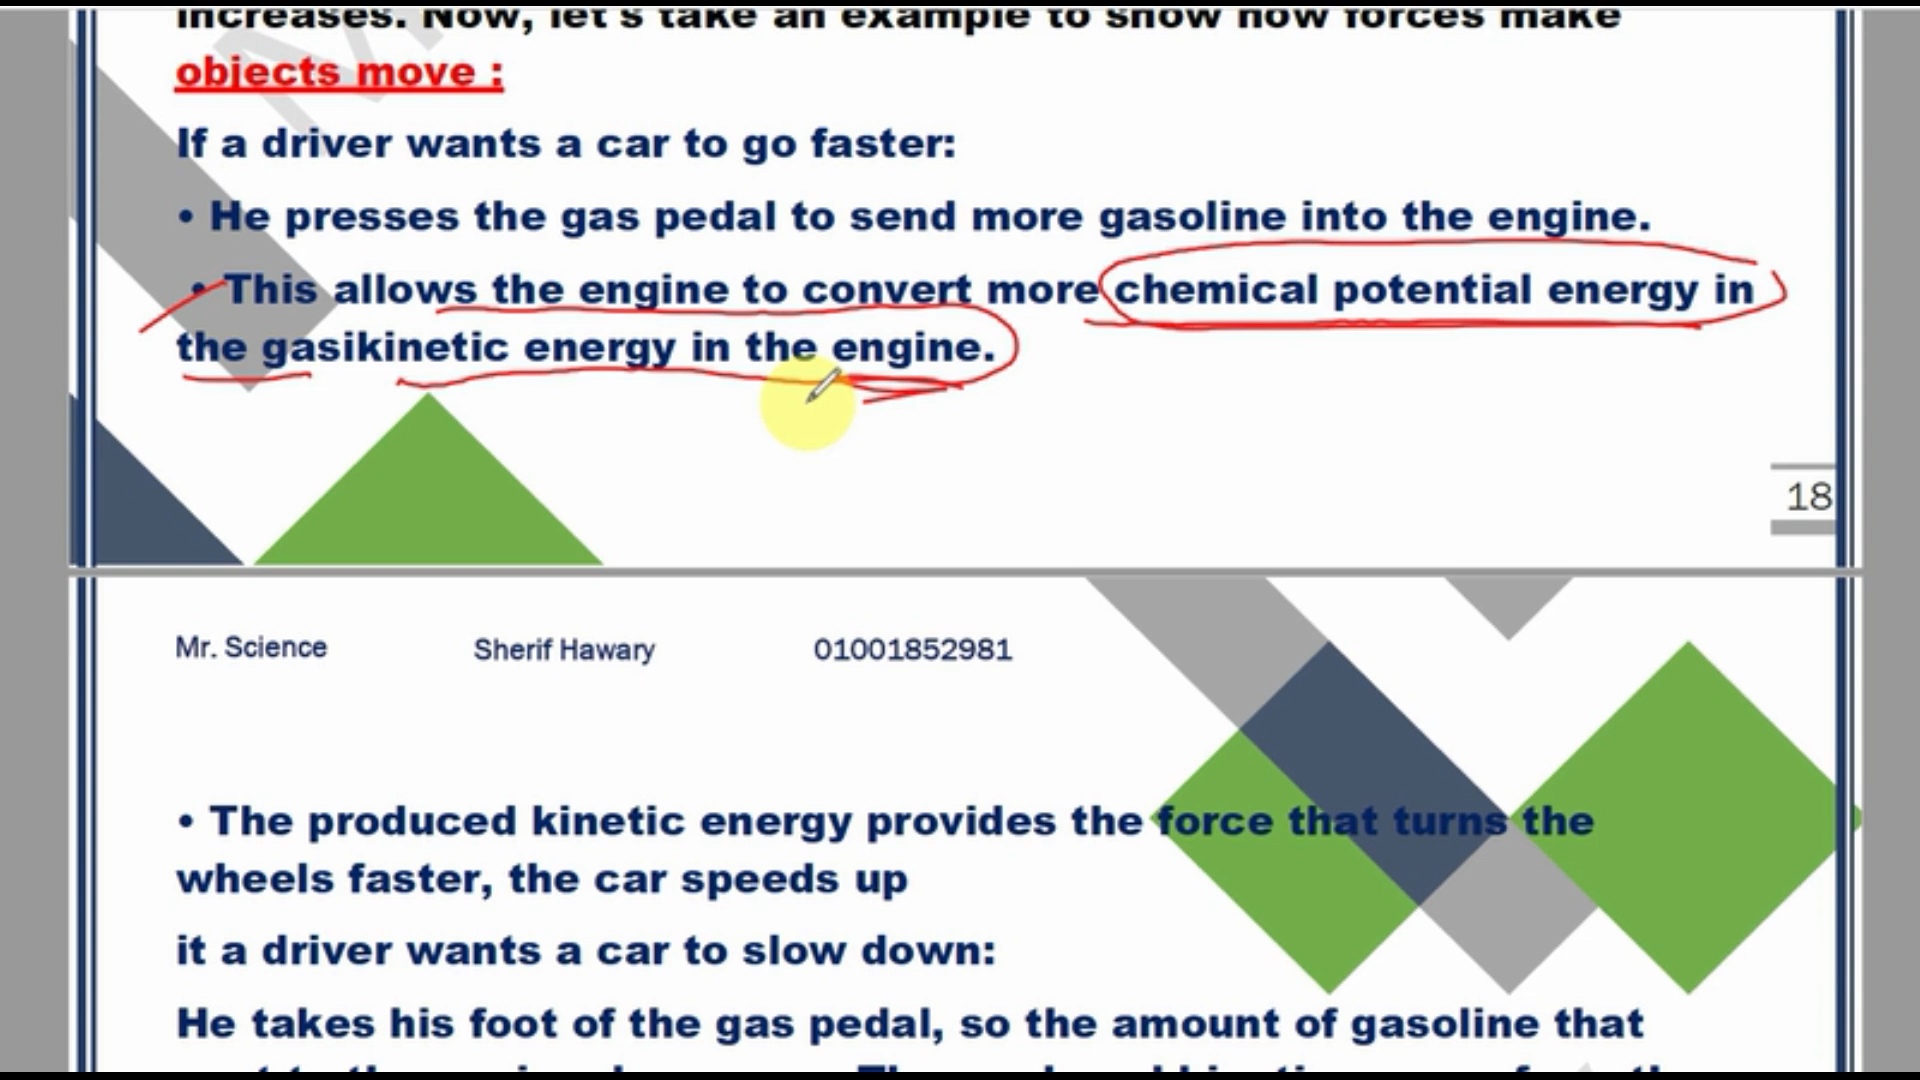 increases. Now, let's take an example to show how forces make
objects move :
If a driver wants a car to go faster:
• He presses the gas pedal to send more gasoline into the engine.
• This allows the engine to convert more chemical potential energy in
the gasikinetic energy in the engine.
18
Mr. Science Sherif Hawary 01001852981
• The produced kinetic energy provides the force that turns the
wheels faster, the car speeds up
it a driver wants a car to slow down:
He takes his foot of the gas pedal, so the amount of gasoline that